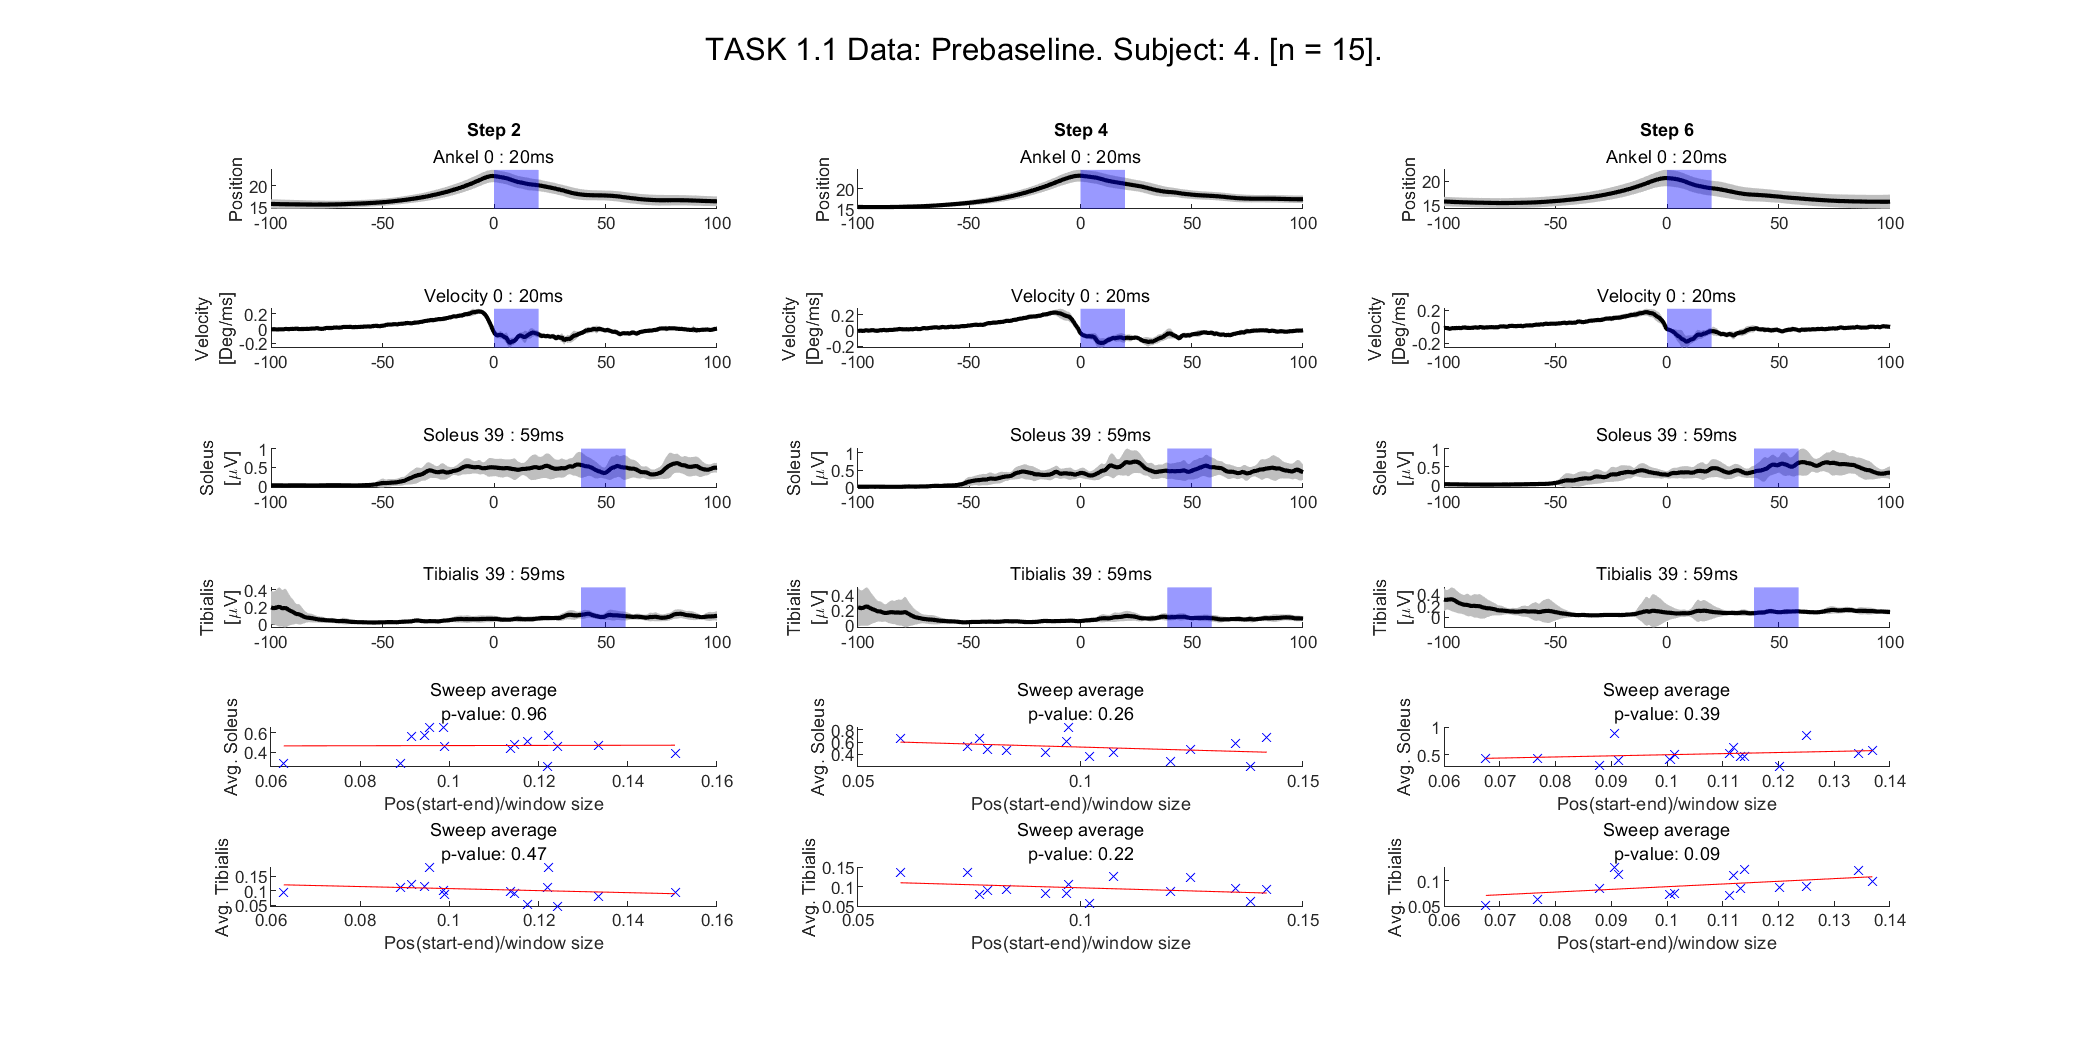 TASK 1.1 Data: Prebaseline. Subject: 4. [n = 15].
Step 2
Ankel 0 : 20ms
Position
20
15
-100 -50 0 50 100
Velocity 0 : 20ms
Velocity
[Deg/ms]
0.2
0
-0.2
-100 -50 0 50 100
Soleus 39 : 59ms
Soleus
[μV]
1
0.5
0
-100 -50 0 50 100
Tibialis 39 : 59ms
Tibialis
[μV]
0.4
0.2
0
-100 -50 0 50 100
Sweep average
p-value: 0.96
Avg. Soleus
0.6
0.4
0.06 0.08 0.1 0.12 0.14 0.16
Pos(start-end)/window size
Sweep average
p-value: 0.47
Avg. Tibialis
0.15
0.1
0.05
0.06 0.08 0.1 0.12 0.14 0.16
Pos(start-end)/window size
Step 4
Ankel 0 : 20ms
Position
20
15
-100 -50 0 50 100
Velocity 0 : 20ms
Velocity
[Deg/ms]
0.2
0
-0.2
-100 -50 0 50 100
Soleus 39 : 59ms
Soleus
[μV]
1
0.5
0
-100 -50 0 50 100
Tibialis 39 : 59ms
Tibialis
[μV]
0.4
0.2
0
-100 -50 0 50 100
Sweep average
p-value: 0.26
Avg. Soleus
0.8
0.6
0.4
0.05 0.1 0.15
Pos(start-end)/window size
Sweep average
p-value: 0.22
Avg. Tibialis
0.15
0.1
0.05
0.05 0.1 0.15
Pos(start-end)/window size
Step 6
Ankel 0 : 20ms
Position
20
15
-100 -50 0 50 100
Velocity 0 : 20ms
Velocity
[Deg/ms]
0.2
0
-0.2
-100 -50 0 50 100
Soleus 39 : 59ms
Soleus
[μV]
1
0.5
0
-100 -50 0 50 100
Tibialis 39 : 59ms
Tibialis
[μV]
0.4
0.2
0
-100 -50 0 50 100
Sweep average
p-value: 0.39
Avg. Soleus
1
0.5
0.06 0.07 0.08 0.09 0.1 0.11 0.12 0.13 0.14
Pos(start-end)/window size
Sweep average
p-value: 0.09
Avg. Tibialis
0.1
0.05
0.06 0.07 0.08 0.09 0.1 0.11 0.12 0.13 0.14
Pos(start-end)/window size